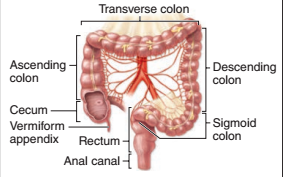 Transverse colon
Ascending
colon
Descending
colon
Cecum
Vermiform
appendix
Sigmoid
colon
Rectum
Anal canal